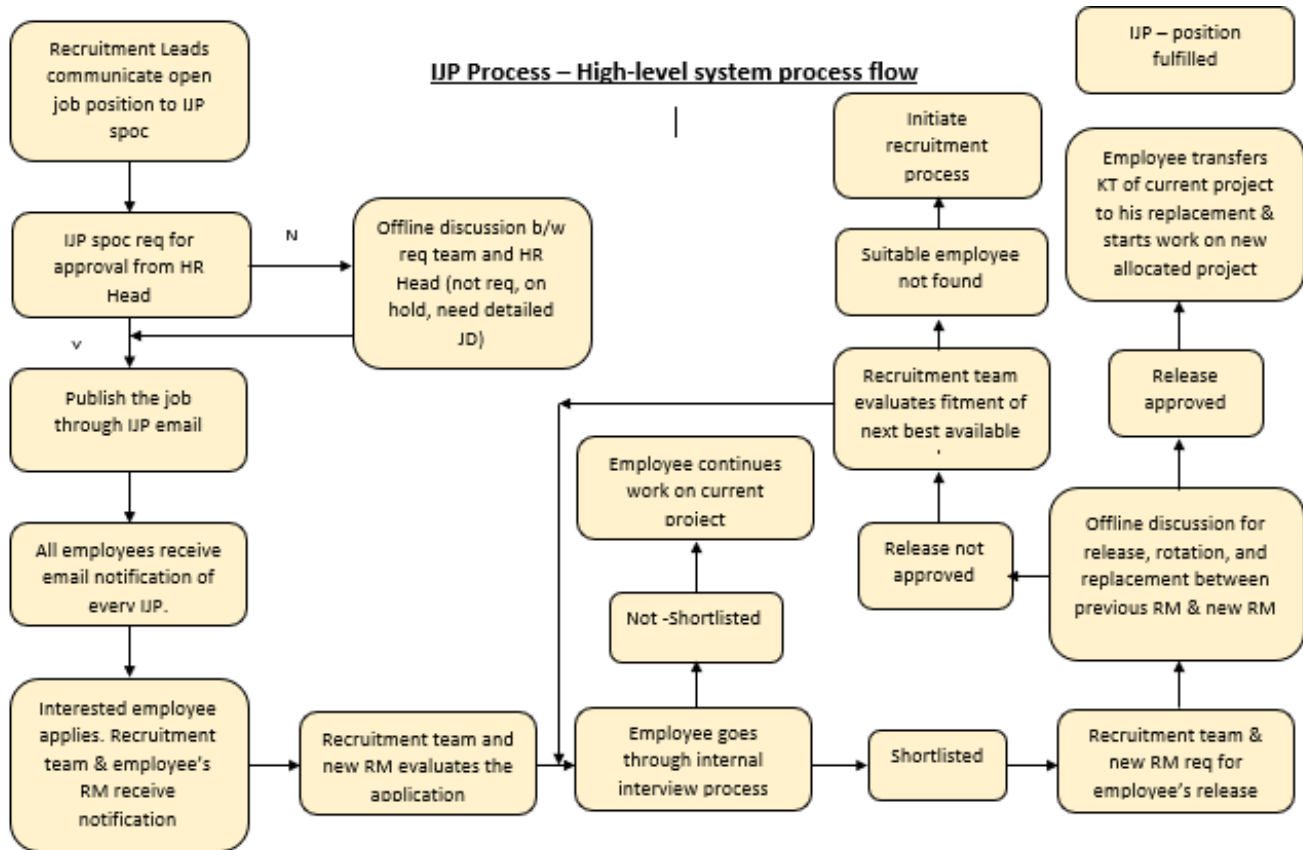 IJP Process – High-level system process flow
Recruitment Leads
communicate open
job position to IJP
spoc
IJP spoc req for
approval from HR
Head
N
Offline discussion b/w
req team and HR
Head (not req, on
hold, need detailed
JD)
Publish the job
through IJP email
All employees receive
email notification of
every IJP.
Interested employee
applies. Recruitment
team & employee's
RM receive
notification
Recruitment team and
new RM evaluates the
application
Employee goes
through internal
interview process
Not -Shortlisted
Employee continues
work on current
project
Shortlisted
Recruitment team &
new RM req for
employee's release
Offline discussion for
release, rotation, and
replacement between
previous RM & new RM
Release not
approved
Recruitment team
evaluates fitment of
next best available
Suitable employee
not found
Initiate
recruitment
process
Release
approved
Employee transfers
KT of current project
to his replacement &
starts work on new
allocated project
IJP – position
fulfilled